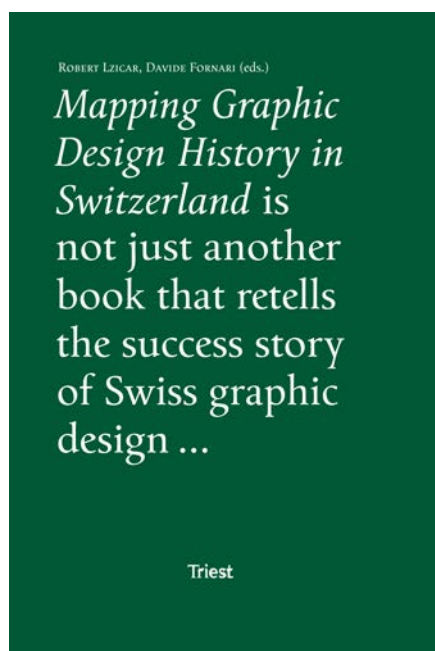 Robert Lzicar, Davide Fornari (eds.)
Mapping Graphic
Design History in
Switzerland is
not just another
book that retells
the success story
of Swiss graphic
design ...
Triest